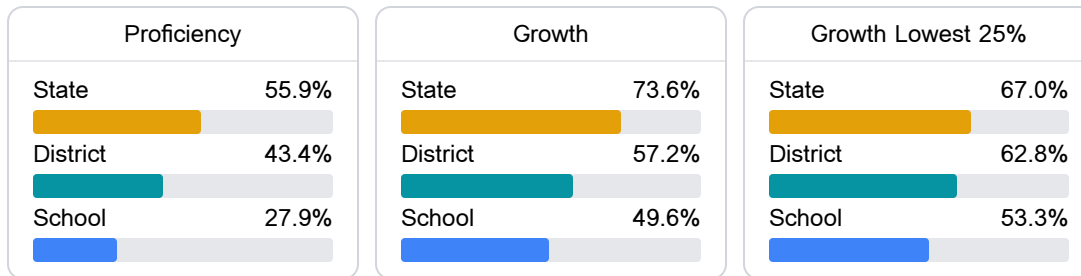 Proficiency
State 55.9%
District 43.4%
School 27.9%
Growth
State 73.6%
District 57.2%
School 49.6%
Growth Lowest 25%
State 67.0%
District 62.8%
School 53.3%